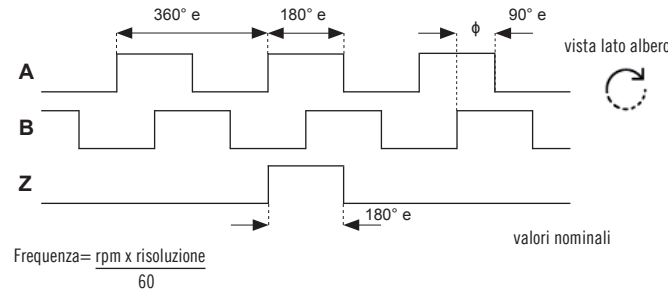 360° e 180° e ϕ 90° e
vista lato albero
A
B
Z
180° e
valori nominali
Frequenza= rpm x risoluzione
60